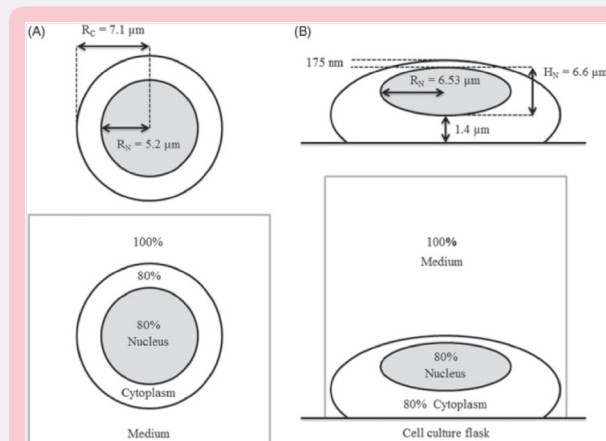 (A)
R_C = 7.1 µm
R_N = 5.2 µm
100%
80%
80%
Nucleus
Cytoplasm
Medium
(B)
175 nm
R_N = 6.53 µm
H_N = 6.6 µm
1.4 µm
100%
Medium
80%
Nucleus
80% Cytoplasm
Cell culture flask